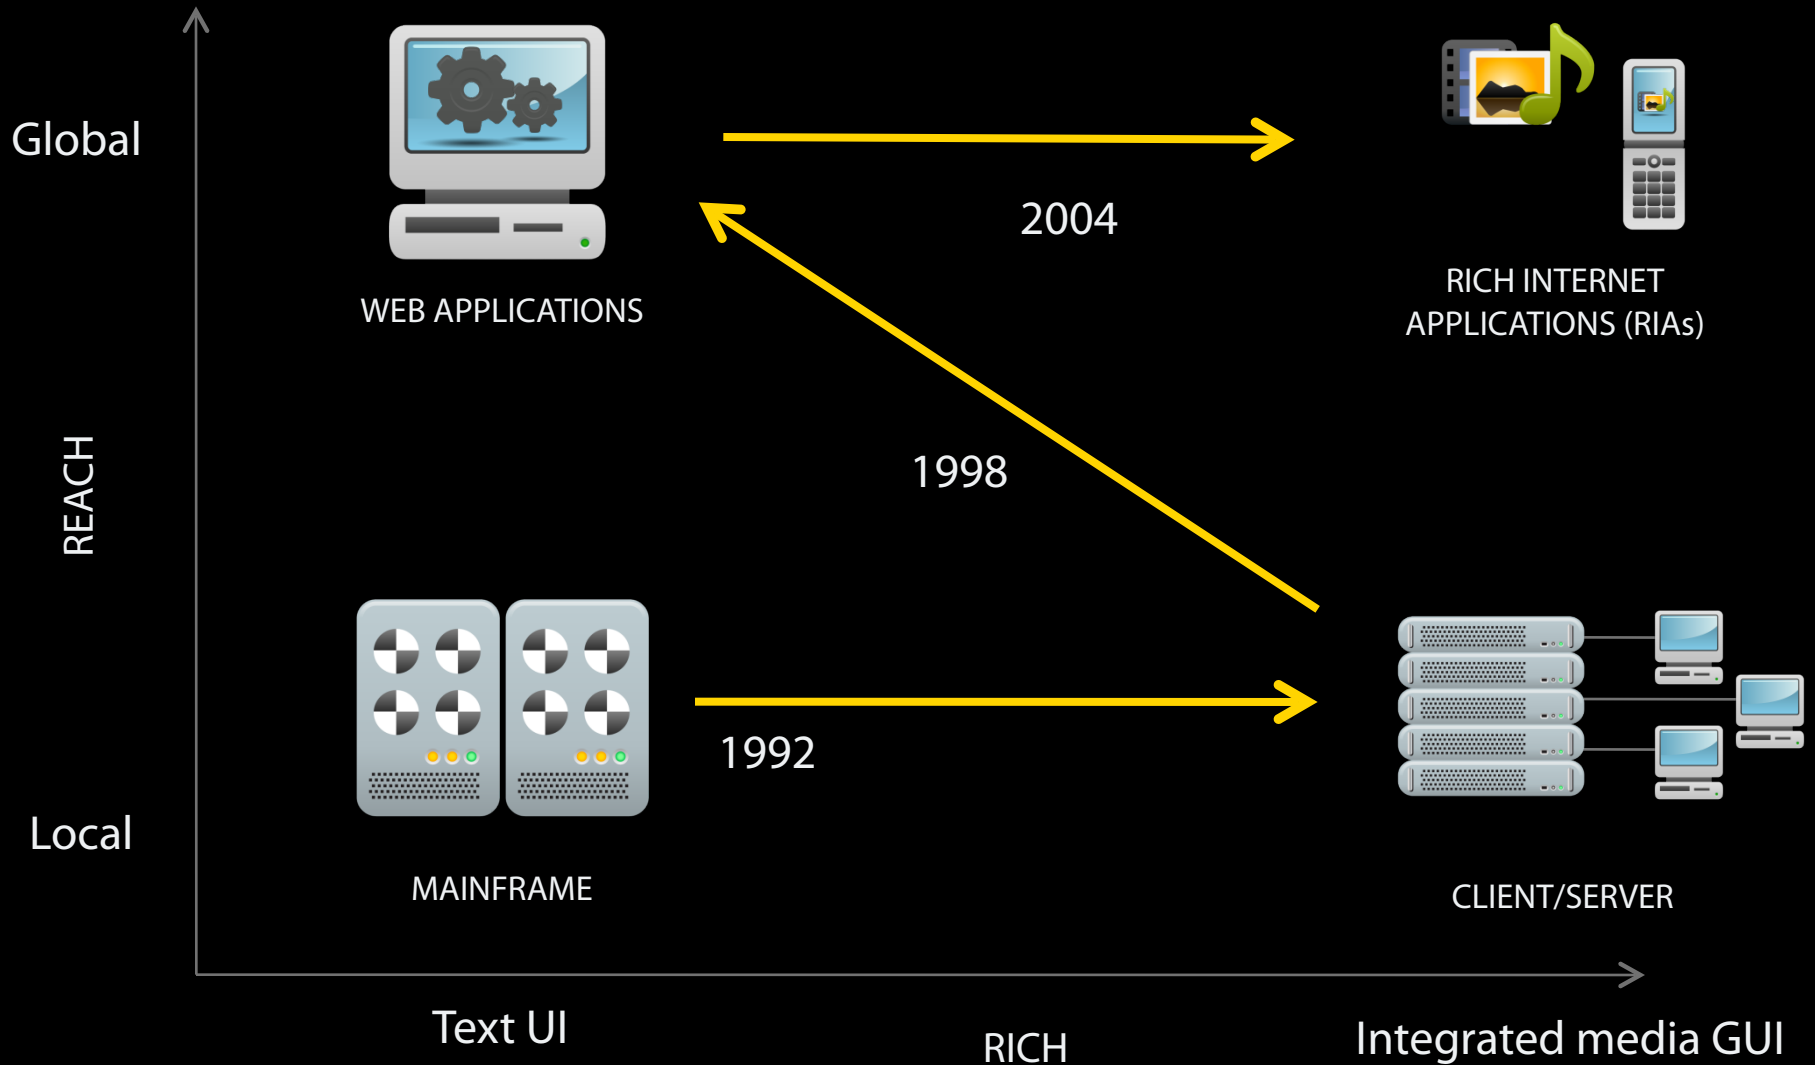 Global
2004
WEB APPLICATIONS
RICH INTERNET
APPLICATIONS (RIAs)
REACH
1998
1992
Local
MAINFRAME
CLIENT/SERVER
Text UI
RICH
Integrated media GUI